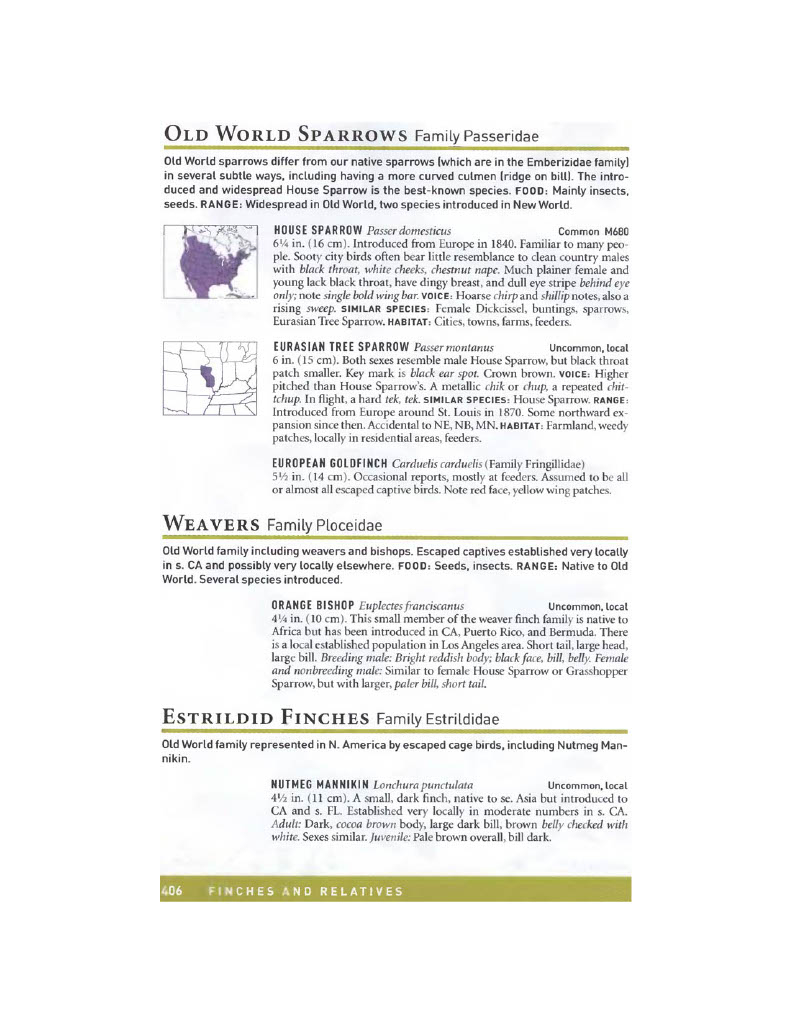 OLD WORLD SPARROWS Family Passeridae
Old World sparrows differ from our native sparrows (which are in the Emberizidae family)
in several subtle ways, including having a more curved culmen (ridge on bill). The intro-
duced and widespread House Sparrow is the best-known species. FOOD: Mainly insects,
seeds. RANGE: Widespread in Old World, two species introduced in New World.
HOUSE SPARROW Passer domesticus Common M680
6¼ in. (16 cm). Introduced from Europe in 1840. Familiar to many peo-
ple. Sooty city birds often bear little resemblance to clean country males
with black throat, white cheeks, chestnut nape. Much plainer female and
young lack black throat, have dingy breast, and dull eye stripe behind eye
only; note single bold wing bar. VOICE: Hoarse chirp and shillip notes, also a
rising sweep. SIMILAR SPECIES: Female Dickcissel, buntings, sparrows,
Eurasian Tree Sparrow. HABITAT: Cities, towns, farms, feeders.
EURASIAN TREE SPARROW Passer montanus Uncommon, local
6 in. (15 cm). Both sexes resemble male House Sparrow, but black throat
patch smaller. Key mark is black ear spot. Crown brown. VOICE: Higher
pitched than House Sparrow's. A metallic chik or chup, a repeated chit-
tchup. In flight, a hard tek, tek. SIMILAR SPECIES: House Sparrow. RANGE:
Introduced from Europe around St. Louis in 1870. Some northward ex-
pansion since then. Accidental to NE, NB, MN. HABITAT: Farmland, weedy
patches, locally in residential areas, feeders.
EUROPEAN GOLDFINCH Carduelis carduelis (Family Fringillidae)
5½ in. (14 cm). Occasional reports, mostly at feeders. Assumed to be all
or almost all escaped captive birds. Note red face, yellow wing patches.
WEAVERS Family Ploceidae
Old World family including weavers and bishops. Escaped captives established very locally
in s. CA and possibly very locally elsewhere. FOOD: Seeds, insects. RANGE: Native to Old
World. Several species introduced.
ORANGE BISHOP Euplectes franciscanus Uncommon, local
4¼ in. (10 cm). This small member of the weaver finch family is native to
Africa but has been introduced in CA, Puerto Rico, and Bermuda. There
is a local established population in Los Angeles area. Short tail, large head,
large bill. Breeding male: Bright reddish body; black face, bill, belly. Female
and nonbreeding male: Similar to female House Sparrow or Grasshopper
Sparrow, but with larger, paler bill, short tail.
ESTRILDID FINCHES Family Estrildidae
Old World family represented in N. America by escaped cage birds, including Nutmeg Man-
nikin.
NUTMEG MANNIKIN Lonchura punctulata Uncommon, local
4½ in. (11 cm). A small, dark finch, native to se. Asia but introduced to
CA and s. FL. Established very locally in moderate numbers in s. CA.
Adult: Dark, cocoa brown body, large dark bill, brown belly checked with
white. Sexes similar. Juvenile: Pale brown overall, bill dark.
406 FINCHES AND RELATIVES